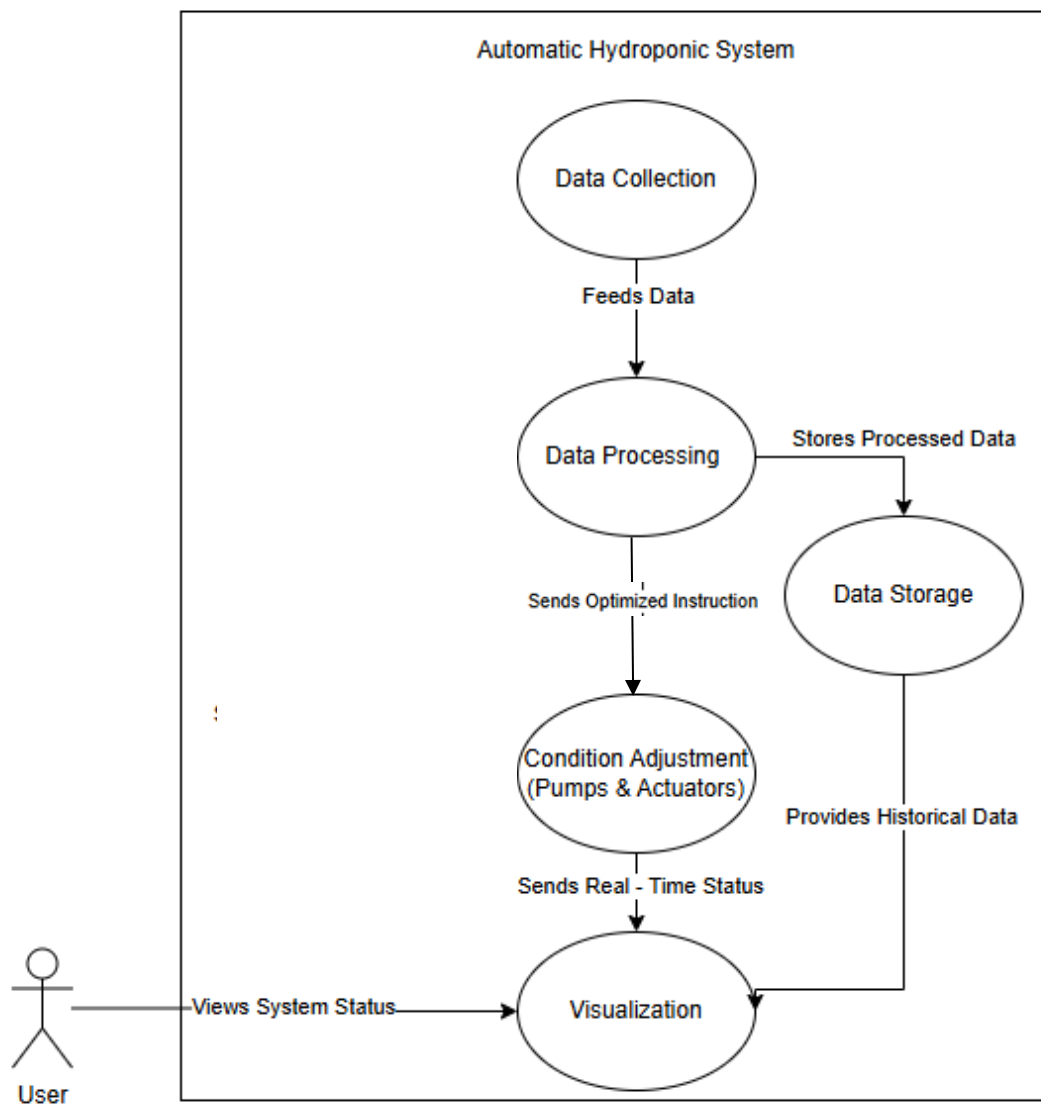 Automatic Hydroponic System
Data Collection
Feeds Data
Data Processing
Stores Processed Data
Sends Optimized Instruction
Data Storage
Condition Adjustment
(Pumps & Actuators)
Provides Historical Data
Sends Real - Time Status
Views System Status
Visualization
User